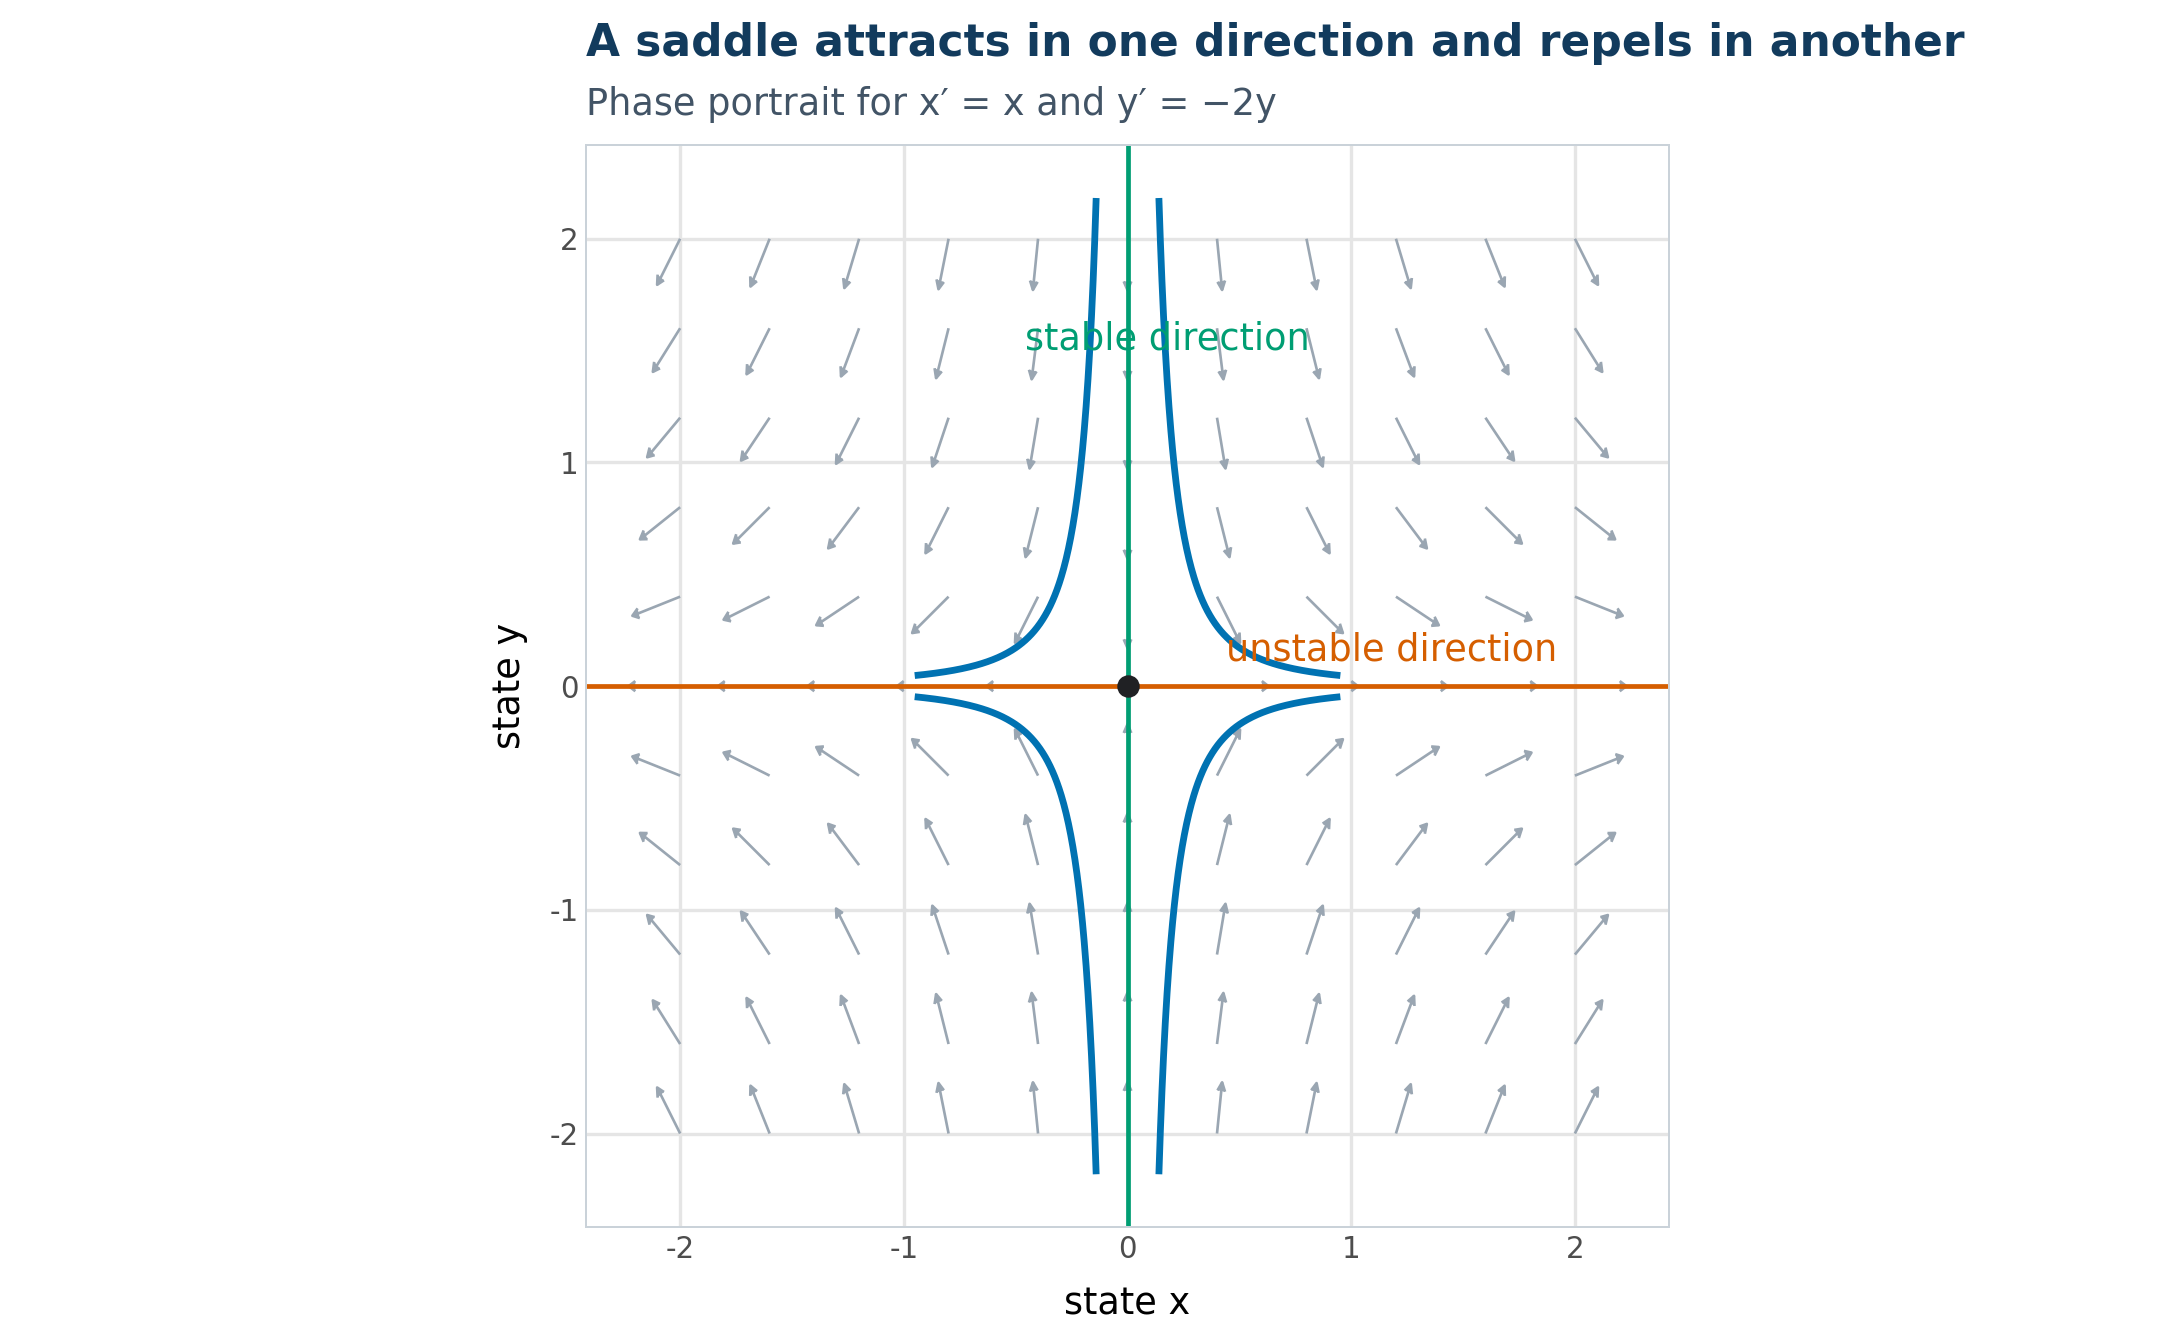 A saddle attracts in one direction and repels in another
Phase portrait for x′ = x and y′ = −2y
2
stable direction
1
unstable direction
0
-1
-2
state y
-2 -1 0 1 2
state x